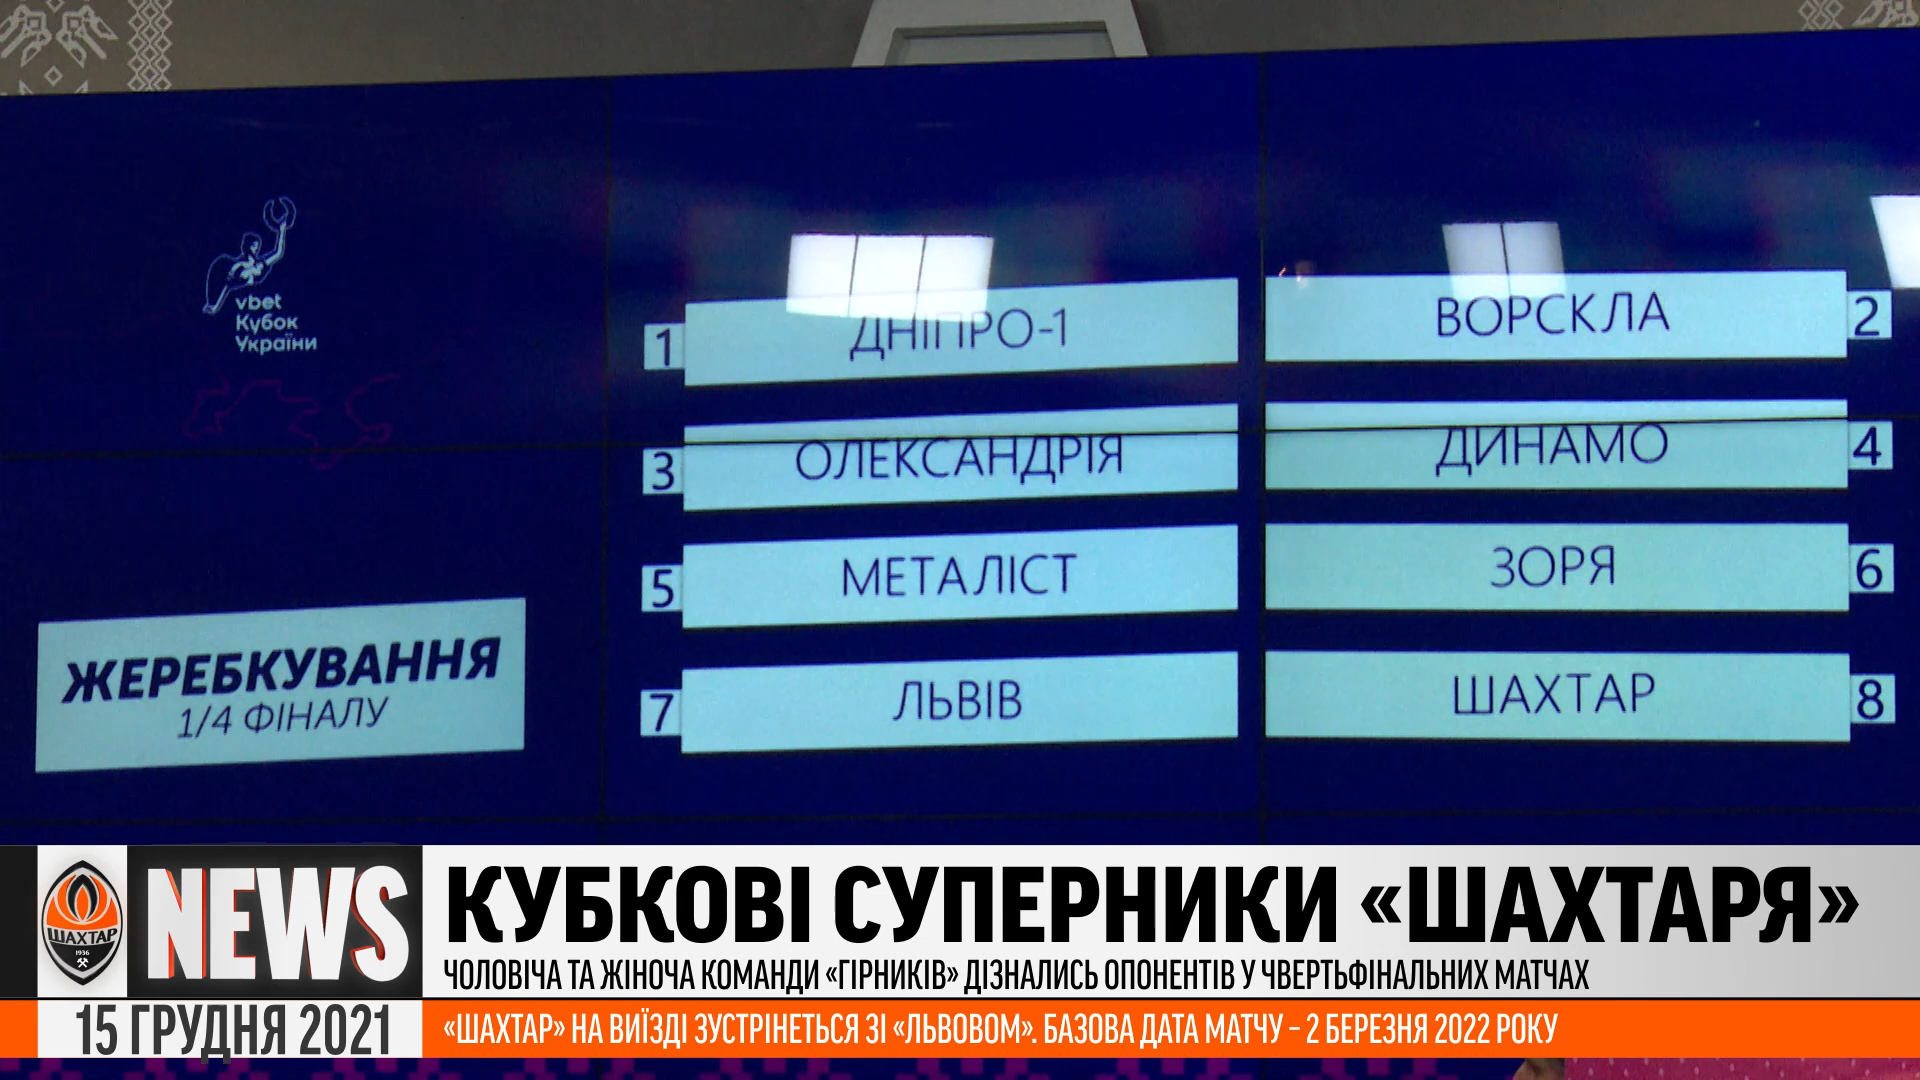 vbet
Кубок
України
ЖЕРЕБКУВАННЯ
1/4 ФІНАЛУ
1 ДНІПРО-1 ВОРСКЛА 2
3 ОЛЕКСАНДРІЯ ДИНАМО 4
5 МЕТАЛІСТ ЗОРЯ 6
7 ЛЬВІВ ШАХТАР 8
ШАХТАР
1936
NEWS
КУБКОВІ СУПЕРНИКИ «ШАХТАРЯ»
ЧОЛОВІЧА ТА ЖІНОЧА КОМАНДИ «ГІРНИКІВ» ДІЗНАЛИСЬ ОПОНЕНТІВ У ЧВЕРТЬФІНАЛЬНИХ МАТЧАХ
15 ГРУДНЯ 2021
«ШАХТАР» НА ВИЇЗДІ ЗУСТРІНЕТЬСЯ ЗІ «ЛЬВОВОМ». БАЗОВА ДАТА МАТЧУ – 2 БЕРЕЗНЯ 2022 РОКУ